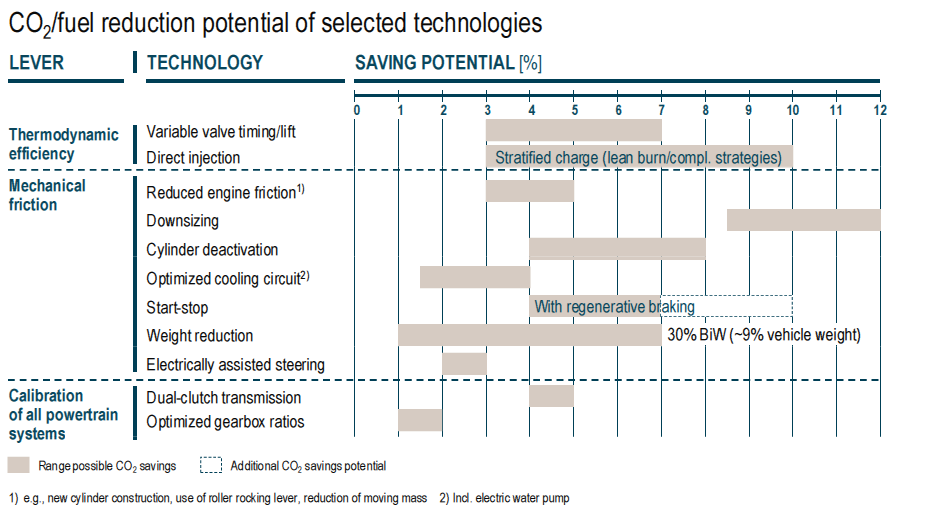 CO2/fuel reduction potential of selected technologies
LEVER TECHNOLOGY SAVING POTENTIAL [%]
0 1 2 3 4 5 6 7 8 9 10 11 12
Thermodynamic
efficiency
Variable valve timing/lift
Direct injection Stratified charge (lean burn/compl. strategies)
Mechanical
friction
Reduced engine friction1)
Downsizing
Cylinder deactivation
Optimized cooling circuit2)
Start-stop With regenerative braking
Weight reduction 30% BiW (~9% vehicle weight)
Electrically assisted steering
Calibration
of all powertrain
systems
Dual-clutch transmission
Optimized gearbox ratios
Range possible CO2 savings Additional CO2 savings potential
1) e.g., new cylinder construction, use of roller rocking lever, reduction of moving mass 2) Incl. electric water pump